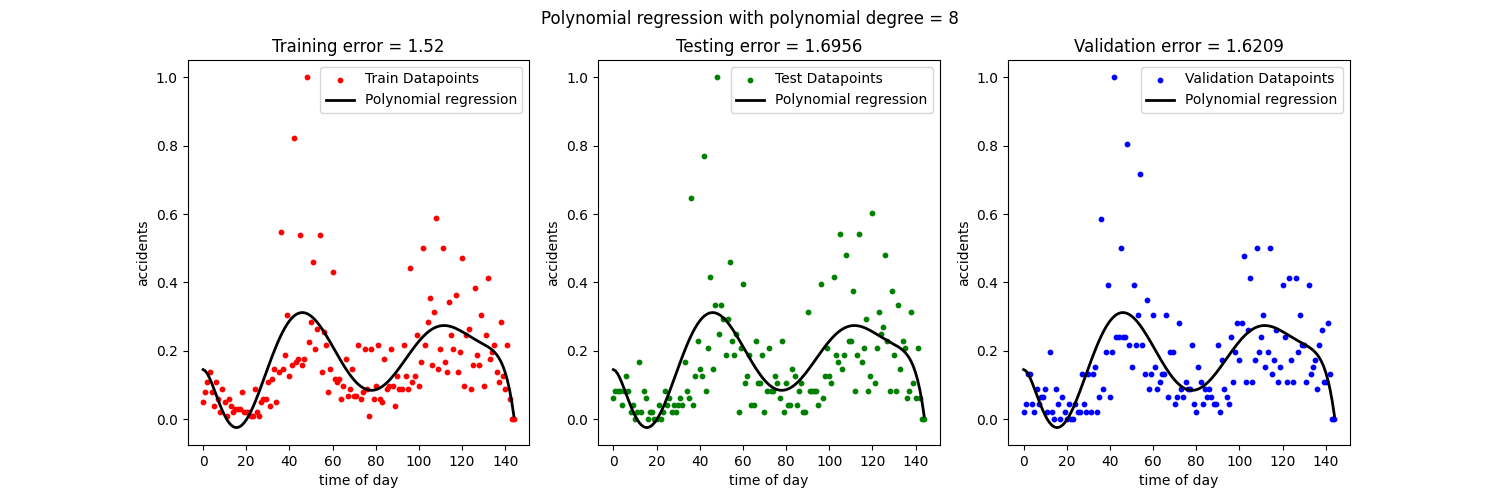 Polynomial regression with polynomial degree = 8
Training error = 1.52
Train Datapoints
Polynomial regression
1.0
0.8
0.6
0.4
0.2
0.0
accidents
0 20 40 60 80 100 120 140
time of day
Testing error = 1.6956
Test Datapoints
Polynomial regression
1.0
0.8
0.6
0.4
0.2
0.0
accidents
0 20 40 60 80 100 120 140
time of day
Validation error = 1.6209
Validation Datapoints
Polynomial regression
1.0
0.8
0.6
0.4
0.2
0.0
accidents
0 20 40 60 80 100 120 140
time of day